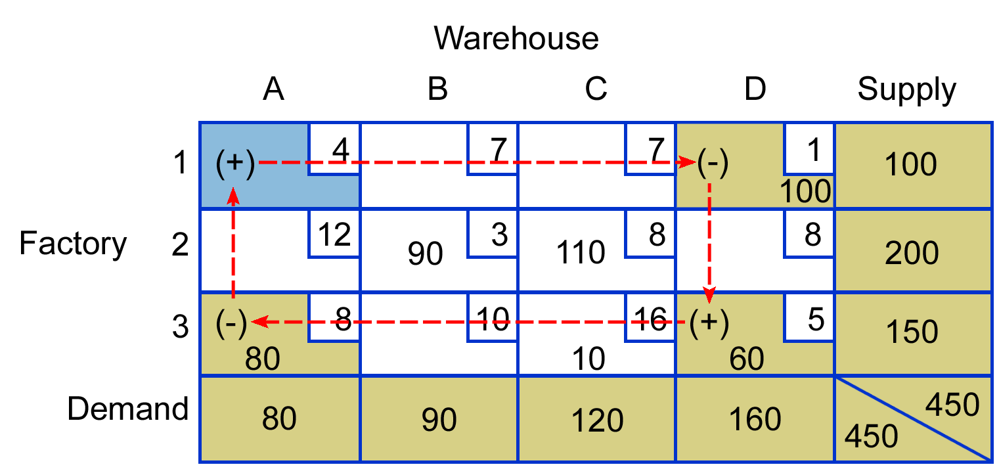 Warehouse
A B C D Supply
1 (+) 4 7 7 (-) 1 100
100
Factory 2 12 90 3 110 8 8 200
3 (-) 8 10 16 (+) 5 150
80 10 60
Demand 80 90 120 160 450
450